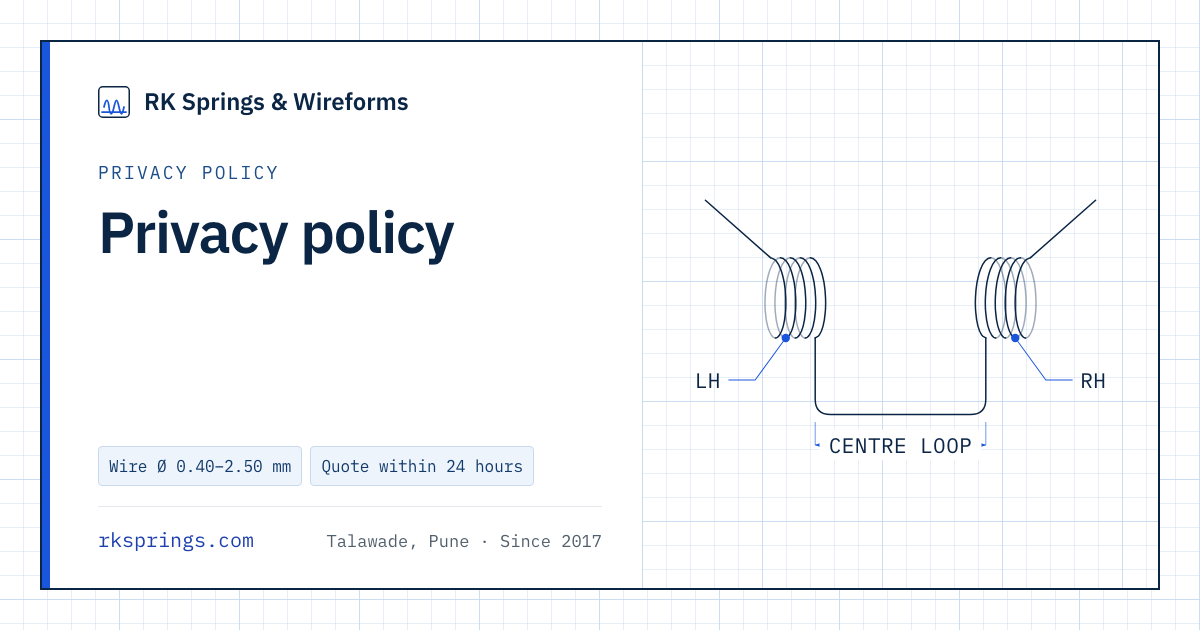 RK Springs & Wireforms
PRIVACY POLICY
Privacy policy
Wire Ø 0.40–2.50 mm
Quote within 24 hours
rksprings.com
Talawade, Pune · Since 2017
LH
RH
CENTRE LOOP